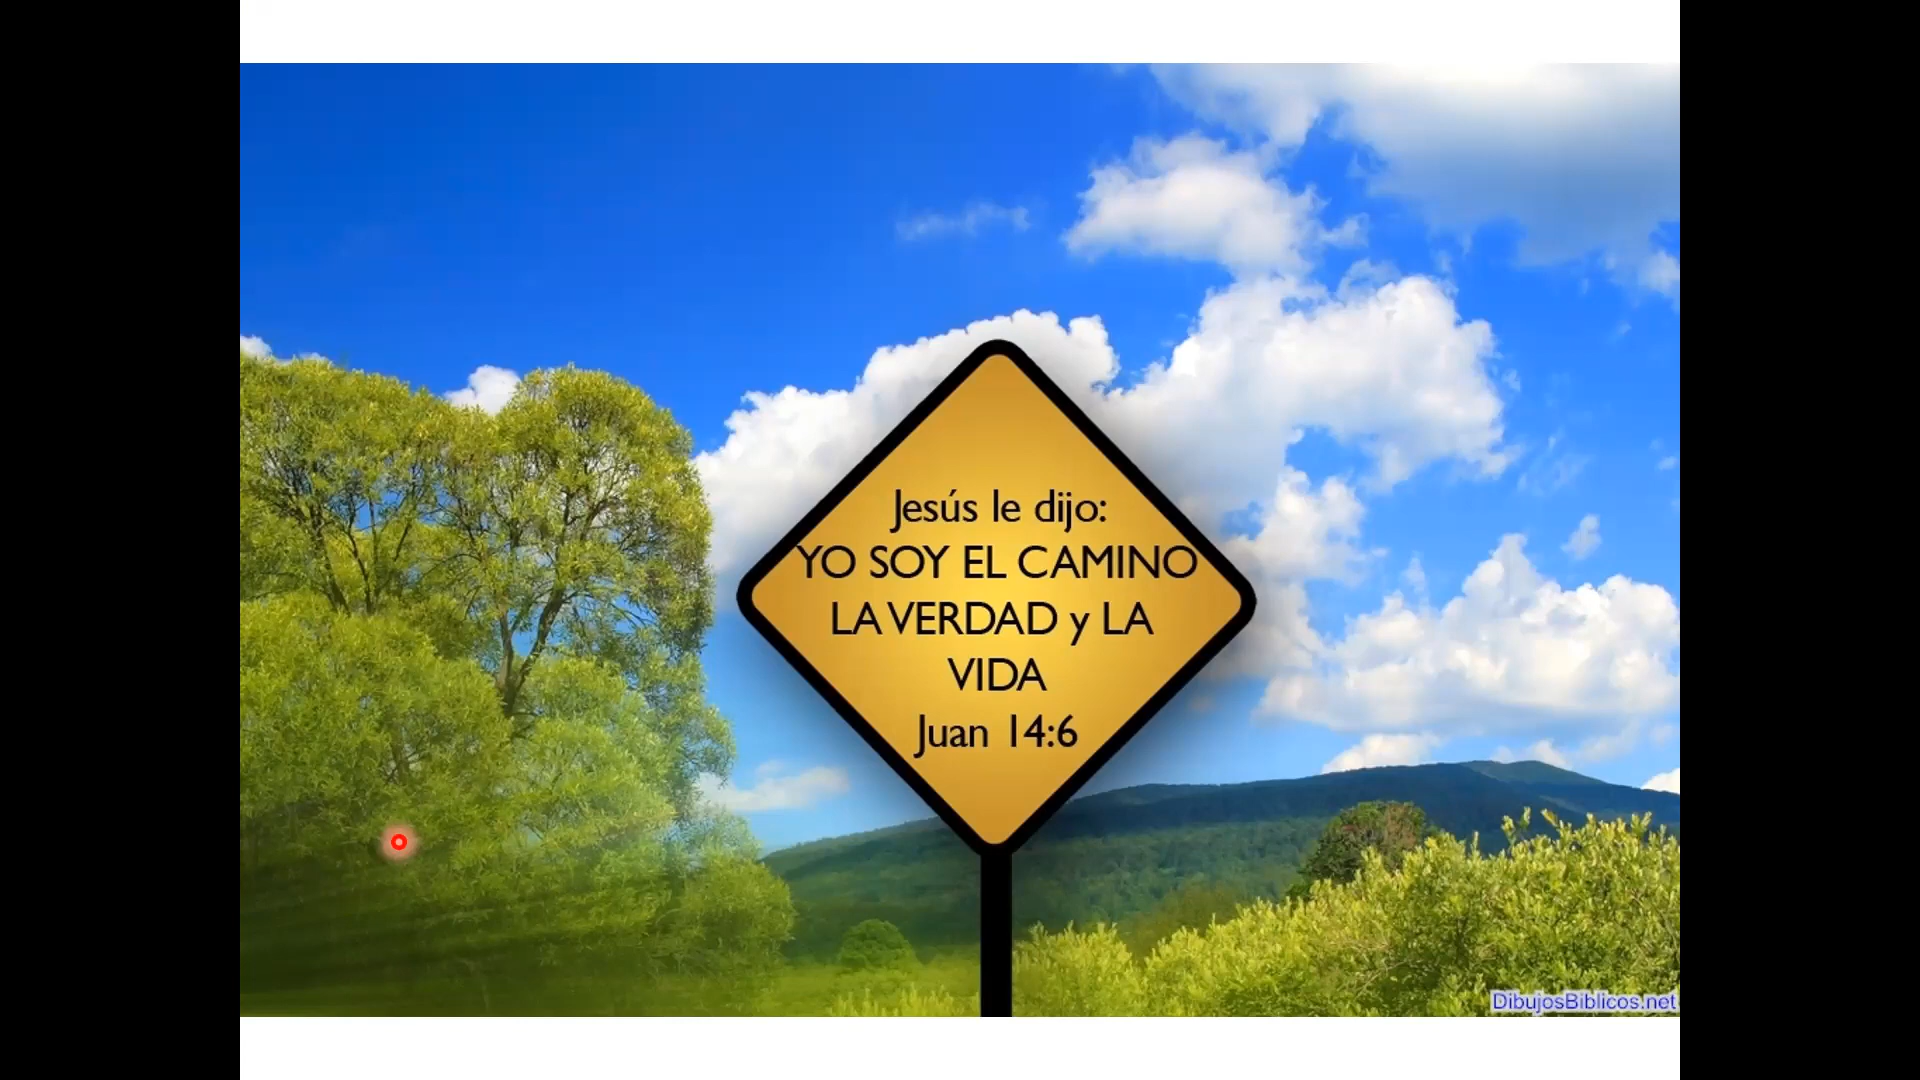 Jesús le dijo:
YO SOY EL CAMINO
LA VERDAD y LA
VIDA
Juan 14:6
DibujosBiblicos.net